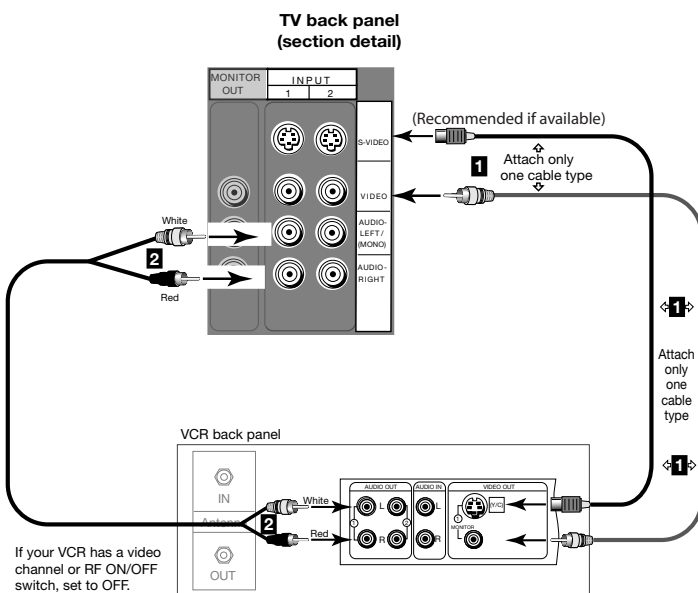 TV back panel
(section detail)
MONITOR
OUT
INPUT
1 2
(Recommended if available)
S-VIDEO
1
Attach only
one cable type
VIDEO
White
AUDIO-
LEFT/
(MONO)
2
AUDIO-
RIGHT
Red
1
Attach
only
one
cable
type
1
VCR back panel
IN
Antenna
OUT
2
White
Red
AUDIO OUT
AUDIO IN
VIDEO OUT
L
L
(Y/C)
1
2
1
MONITOR
R
R
If your VCR has a video
channel or RF ON/OFF
switch, set to OFF.